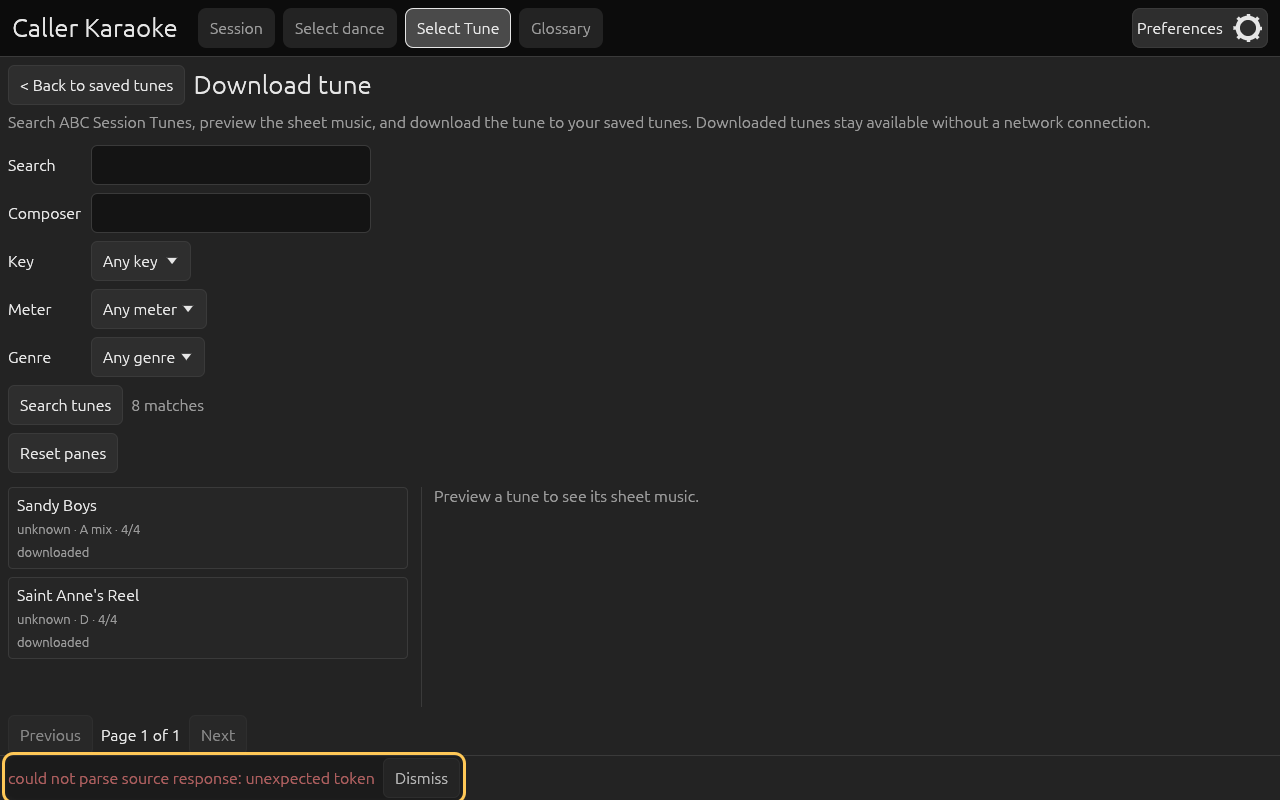 Caller Karaoke Session Select dance Select Tune Glossary Preferences
< Back to saved tunes Download tune
Search ABC Session Tunes, preview the sheet music, and download the tune to your saved tunes. Downloaded tunes stay available without a network connection.
Search
Composer
Key Any key
Meter Any meter
Genre Any genre
Search tunes 8 matches
Reset panes
Sandy Boys
unknown · A mix · 4/4
downloaded
Saint Anne's Reel
unknown · D · 4/4
downloaded
Preview a tune to see its sheet music.
Previous Page 1 of 1 Next
could not parse source response: unexpected token Dismiss